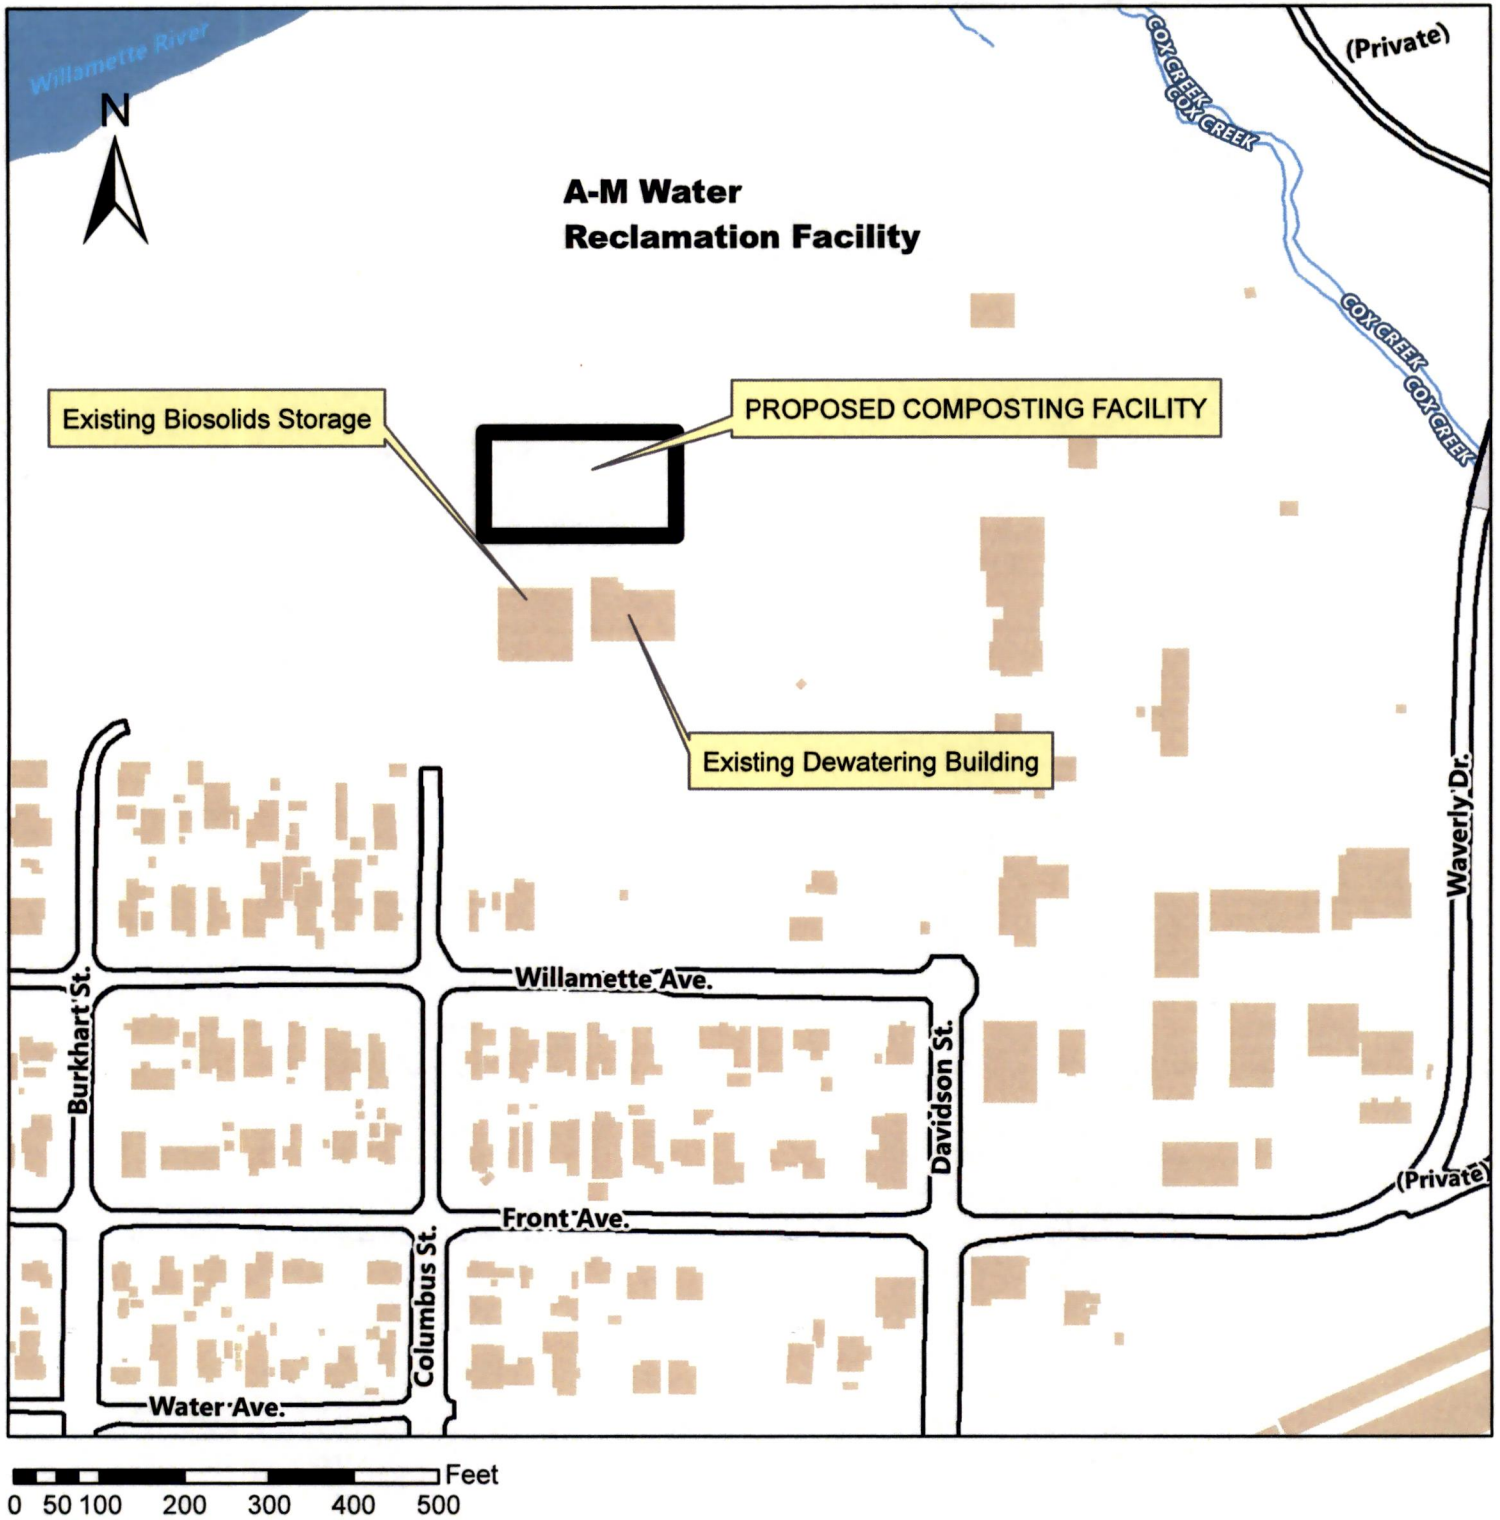 Willamette River
N
(Private)
COX CREEK
COX CREEK
A-M Water
Reclamation Facility
COX CREEK
COX CREEK
Existing Biosolids Storage
PROPOSED COMPOSTING FACILITY
Existing Dewatering Building
Waverly Dr.
Willamette Ave.
Burkhart St.
Davidson St.
(Private)
Front Ave.
Columbus St.
Water Ave.
Feet
0 50 100 200 300 400 500